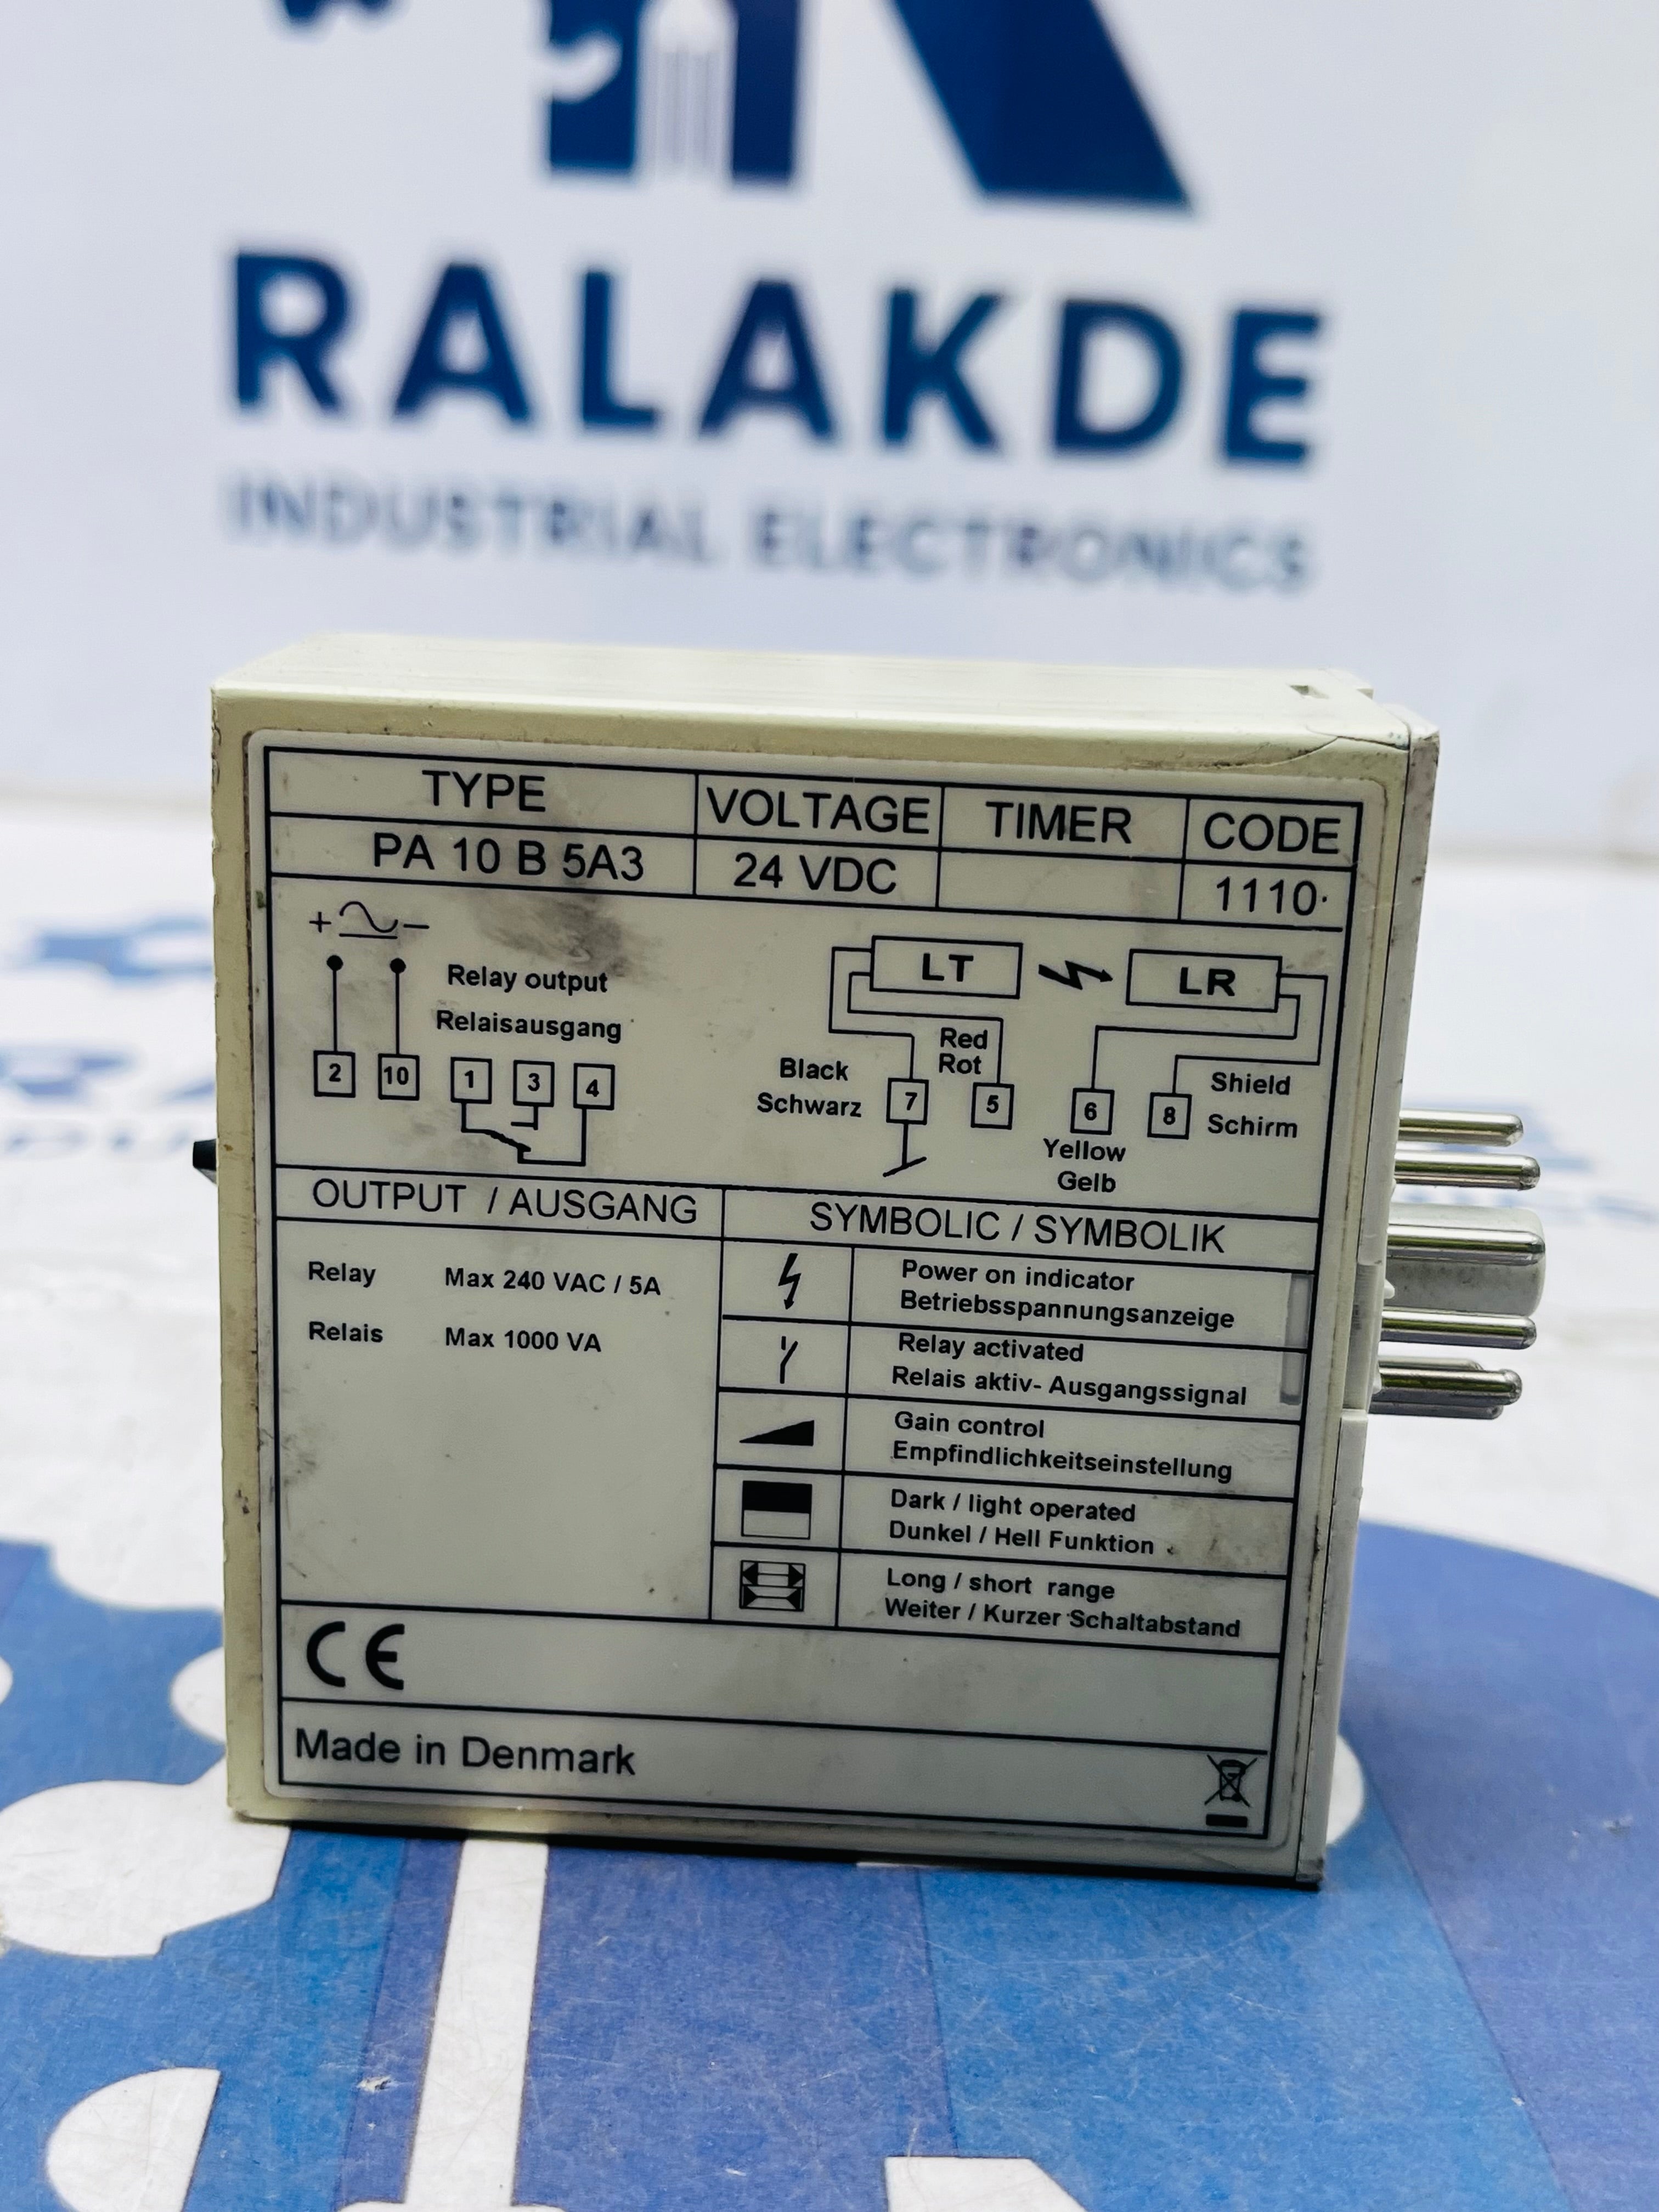 RALAKDE
INDUSTRIAL ELECTRONICS
TYPE VOLTAGE TIMER CODE
PA 10 B 5A3 24 VDC 1110
+ −
Relay output
Relaisausgang
2 10 1 3 4
LT LR
Red
Rot
Black
Schwarz
7 5 6 8
Shield
Schirm
Yellow
Gelb
OUTPUT / AUSGANG
SYMBOLIC / SYMBOLIK
Relay Max 240 VAC / 5A
Relais Max 1000 VA
Power on indicator
Betriebsspannungsanzeige
Relay activated
Relais aktiv- Ausgangssignal
Gain control
Empfindlichkeitseinstellung
Dark / light operated
Dunkel / Hell Funktion
Long / short range
Weiter / Kurzer Schaltabstand
CE
Made in Denmark